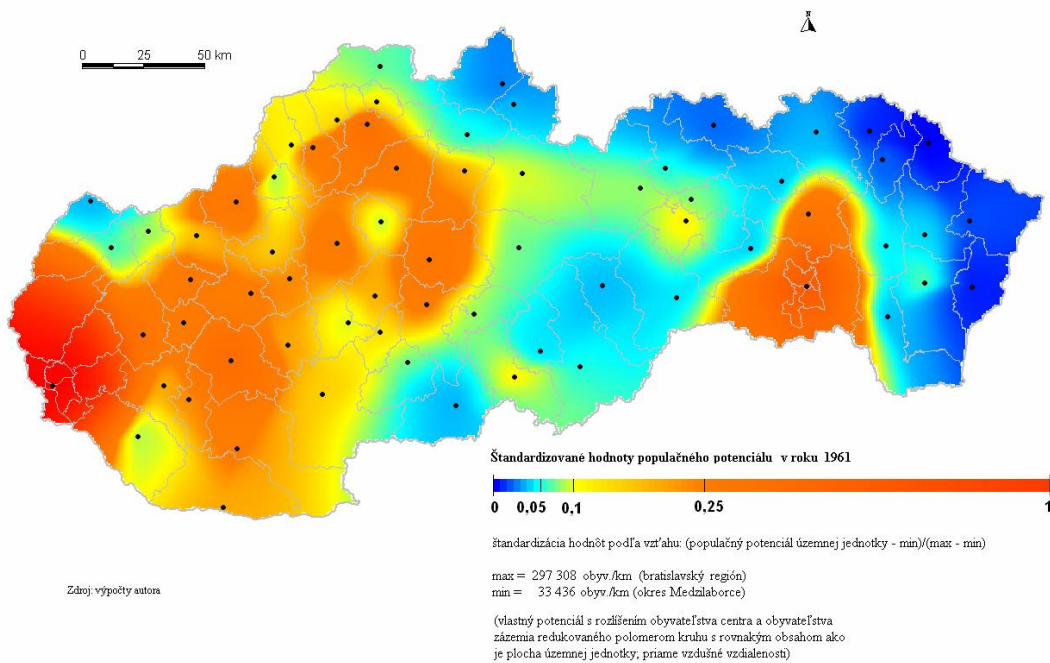 N
0 25 50 km
Štandardizované hodnoty populačného potenciálu v roku 1961
0 0,05 0,1 0,25 1
štandardizácia hodnôt podľa vzťahu: (populačný potenciál územnej jednotky - min)/(max - min)
max = 297 308 obyv./km (bratislavský región)
min = 33 436 obyv./km (okres Medzilaborce)
Zdroj: výpočty autora
(vlastný potenciál s rozlíšením obyvateľstva centra a obyvateľstva
zázemia redukovaného polomerom kruhu s rovnakým obsahom ako
je plocha územnej jednotky; priame vzdušné vzdialenosti)